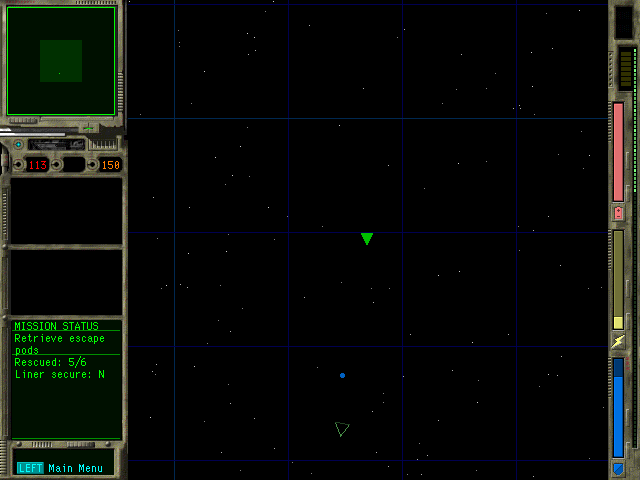 113 150
MISSION STATUS
Retrieve escape
pods
Rescued: 5/6
Liner secure: N
LEFT Main Menu